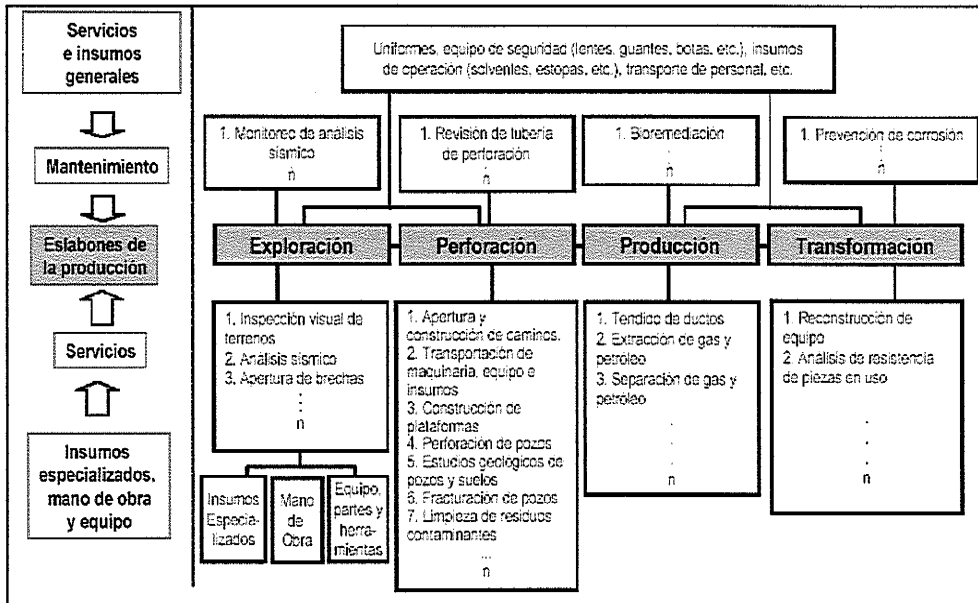 Servicios
e insumos
generales
Mantenimiento
Eslabones de
la producción
Servicios
Insumos
especializados,
mano de obra
y equipo
Uniformes, equipo de seguridad (lentes, guantes, botas, etc.), insumos
de operación (solventes, estopas, etc.), transporte de personal, etc.
1. Monitoreo de análisis
sísmico
n
1. Revisión de tubería
de perforación
n
1. Bioremediación
n
1. Prevención de corrosión
n
Exploración
Perforación
Producción
Transformación
1. Inspección visual de
terrenos
2. Análisis sísmico
3. Apertura de brechas
n
Insumos
Especia-
lizados
Mano
de
Obra
Equipo,
partes y
herra-
mientas
1. Apertura y
construcción de caminos.
2. Transportación de
maquinaria, equipo e
insumos
3. Construcción de
plataformas
4. Perforación de pozos
5. Estudios geológicos de
pozos y suelos
6. Fracturación de pozos
7. Limpieza de residuos
contaminantes
...
n
1. Tendido de ductos
2. Extracción de gas y
petróleo
3. Separación de gas y
petróleo
n
1. Reconstrucción de
equipo
2. Análisis de resistencia
de piezas en uso
n